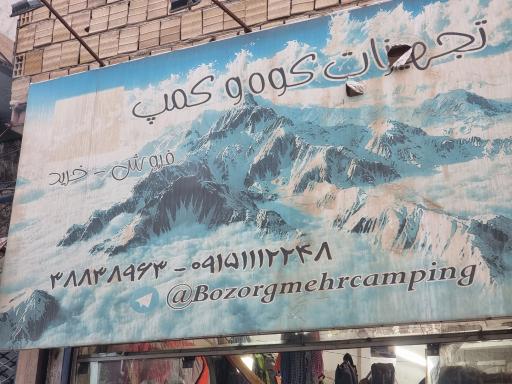 تجهیزات کوه و کمپ
فروش - خرید
۳۸۸۳۸۹۶۳ - ۰۹۱۵۱۱۱۲۲۴۸
@Bozorgmehrcamping